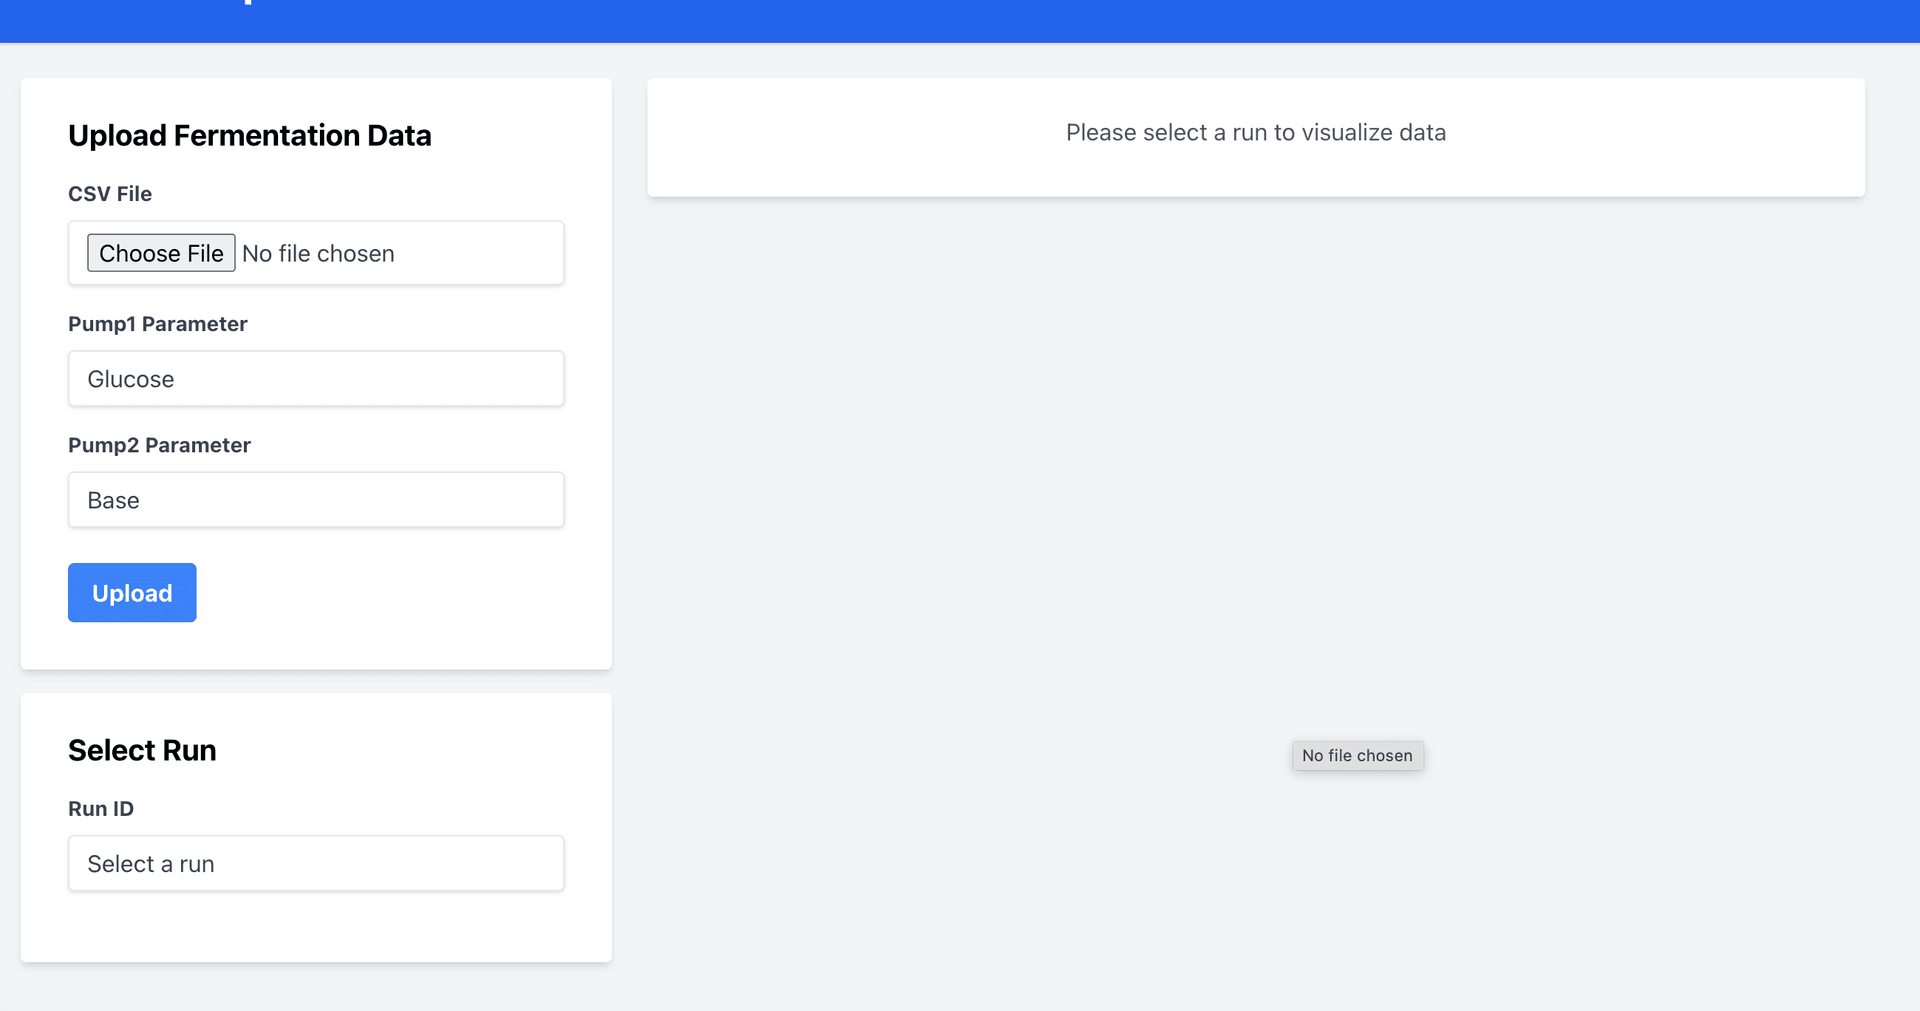 Upload Fermentation Data
CSV File
Choose File No file chosen
Pump1 Parameter
Glucose
Pump2 Parameter
Base
Upload
Select Run
Run ID
Select a run
Please select a run to visualize data
No file chosen